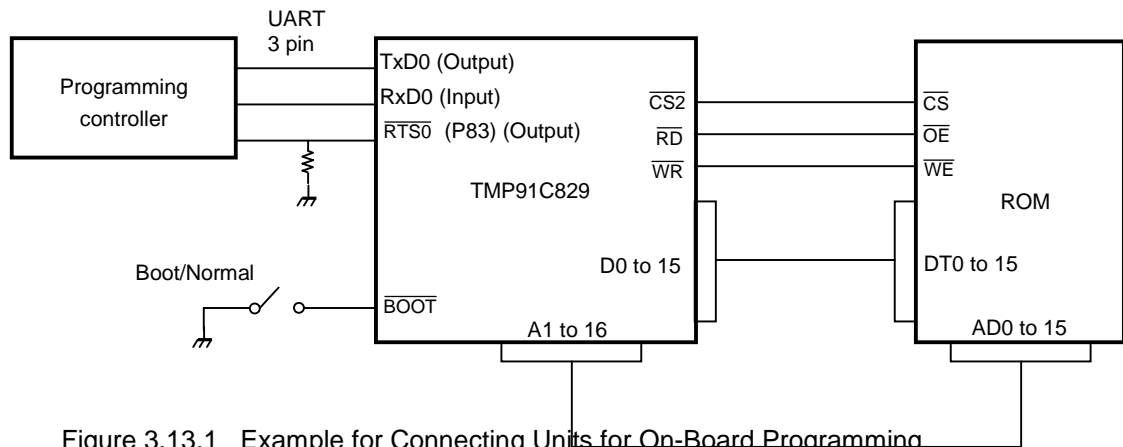 UART
3 pin
Programming
controller
TxD0 (Output)
RxD0 (Input)
RTS0 (P83) (Output)
TMP91C829
CS2
RD
WR
D0 to 15
BOOT
A1 to 16
Boot/Normal
CS
OE
WE
ROM
DT0 to 15
AD0 to 15
Figure 3.13.1 Example for Connecting Units for On-Board Programming